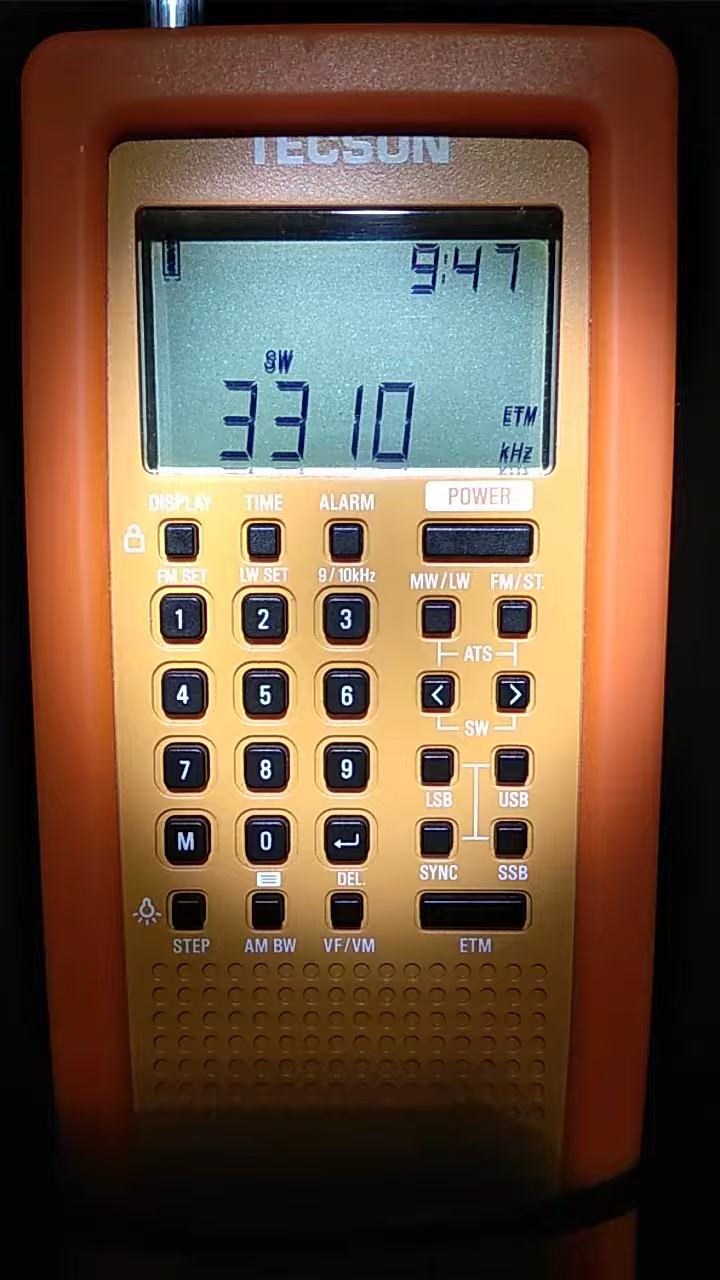 TECSUN
9:47
SW
3310
ETM
kHz
DISPLAY TIME ALARM POWER
FM SET LW SET 9/10kHz MW/LW FM/ST.
1 2 3
ATS
4 5 6 < >
SW
7 8 9
LSB USB
M 0
DEL. SYNC SSB
STEP AM BW VF/VM ETM